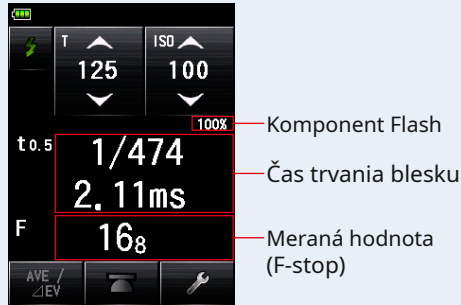 T
ISO
125
100
100%
Komponent Flash
t0.5
1/474
2.11ms
Čas trvania blesku
F
168
Meraná hodnota
(F-stop)
AVE /
⊿EV